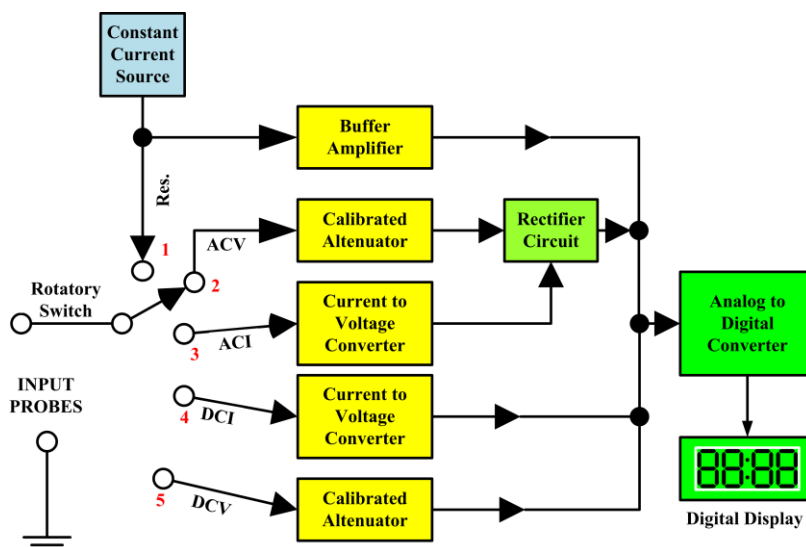 Constant
Current
Source
Buffer
Amplifier
Res.
1
ACV
2
Calibrated
Altenuator
Rectifier
Circuit
Rotatory
Switch
3
ACI
Current to
Voltage
Converter
Analog to
Digital
Converter
INPUT
PROBES
4
DCI
Current to
Voltage
Converter
88:88
5
DCV
Calibrated
Altenuator
Digital Display